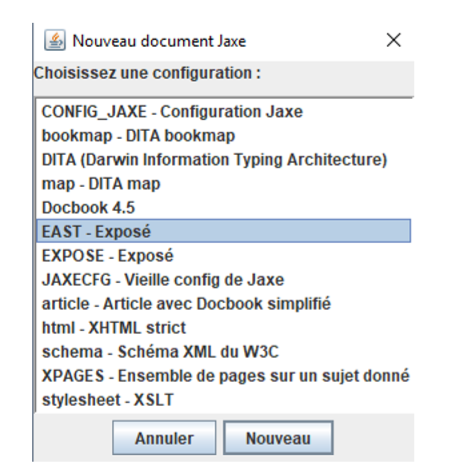 Nouveau document Jaxe
Choisissez une configuration :
CONFIG_JAXE - Configuration Jaxe
bookmap - DITA bookmap
DITA (Darwin Information Typing Architecture)
map - DITA map
Docbook 4.5
EAST - Exposé
EXPOSE - Exposé
JAXECFG - Vieille config de Jaxe
article - Article avec Docbook simplifié
html - XHTML strict
schema - Schéma XML du W3C
XPAGES - Ensemble de pages sur un sujet donné
stylesheet - XSLT
Annuler Nouveau